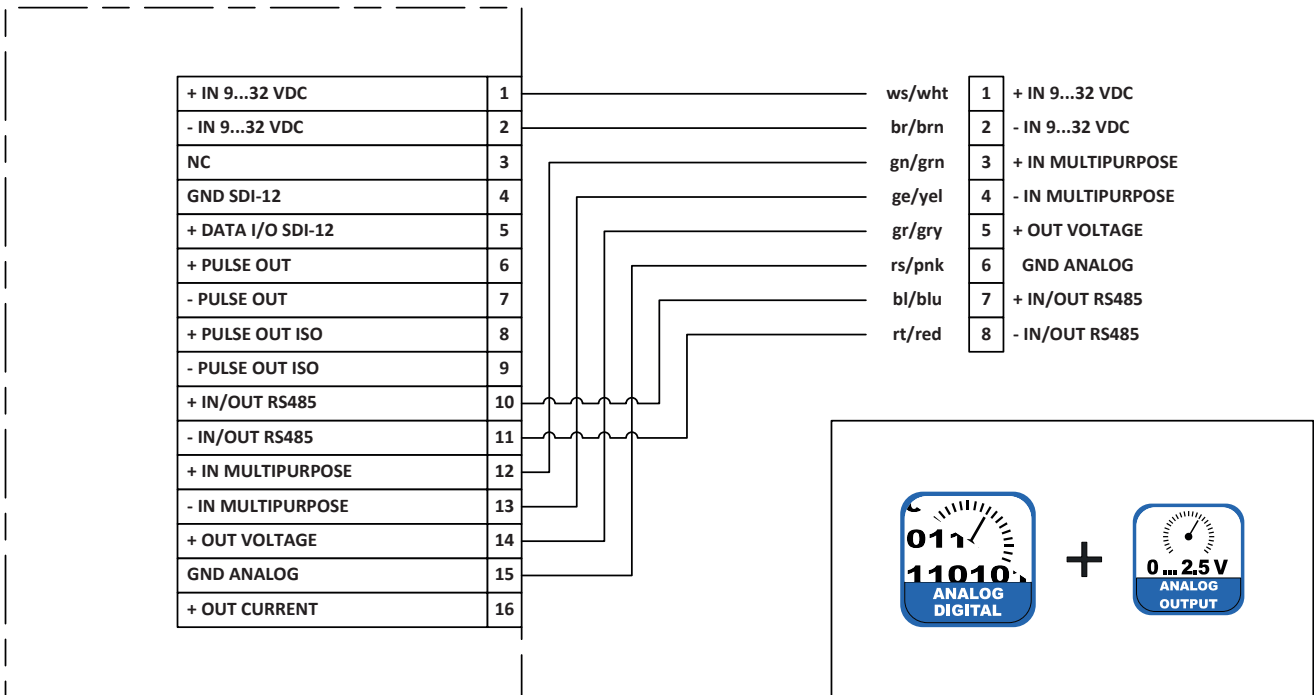 + IN 9...32 VDC 1
- IN 9...32 VDC 2
NC 3
GND SDI-12 4
+ DATA I/O SDI-12 5
+ PULSE OUT 6
- PULSE OUT 7
+ PULSE OUT ISO 8
- PULSE OUT ISO 9
+ IN/OUT RS485 10
- IN/OUT RS485 11
+ IN MULTIPURPOSE 12
- IN MULTIPURPOSE 13
+ OUT VOLTAGE 14
GND ANALOG 15
+ OUT CURRENT 16
ws/wht 1 + IN 9...32 VDC
br/brn 2 - IN 9...32 VDC
gn/grn 3 + IN MULTIPURPOSE
ge/yel 4 - IN MULTIPURPOSE
gr/gry 5 + OUT VOLTAGE
rs/pnk 6 GND ANALOG
bl/blu 7 + IN/OUT RS485
rt/red 8 - IN/OUT RS485
011
11010
ANALOG
DIGITAL
+
0 ... 2.5 V
ANALOG
OUTPUT